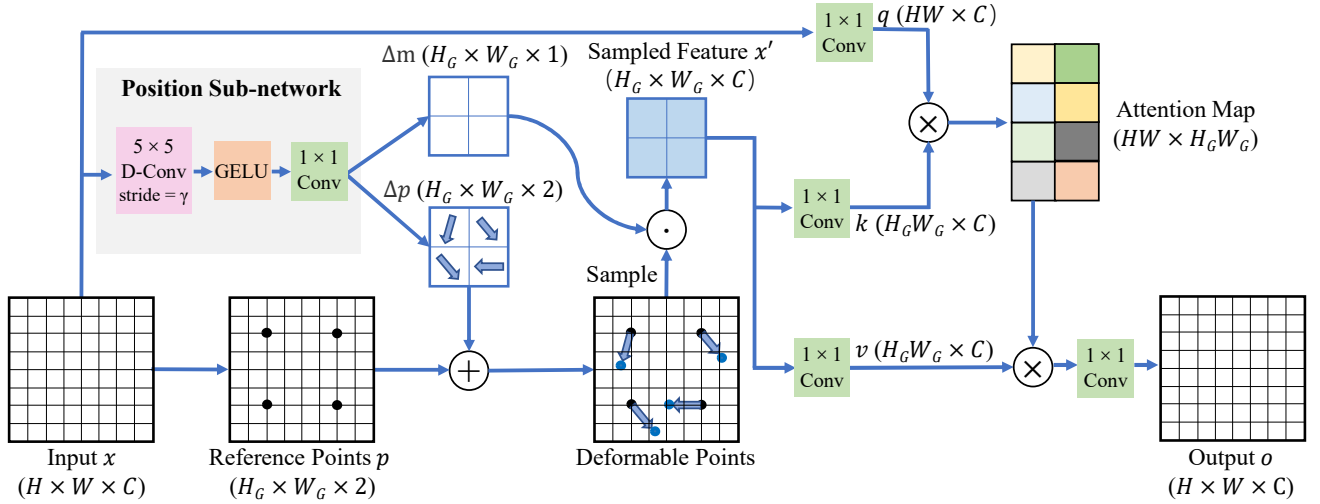 1 × 1
Conv
q (HW × C)
Δm (H_G × W_G × 1)
Sampled Feature x′
(H_G × W_G × C)
Position Sub-network
5 × 5
D-Conv
stride = γ
GELU
1 × 1
Conv
Δp (H_G × W_G × 2)
×
Attention Map
(HW × H_GW_G)
1 × 1
Conv
k (H_GW_G × C)
·
Sample
+
1 × 1
Conv
v (H_GW_G × C)
×
1 × 1
Conv
Input x
(H × W × C)
Reference Points p
(H_G × W_G × 2)
Deformable Points
Output o
(H × W × C)